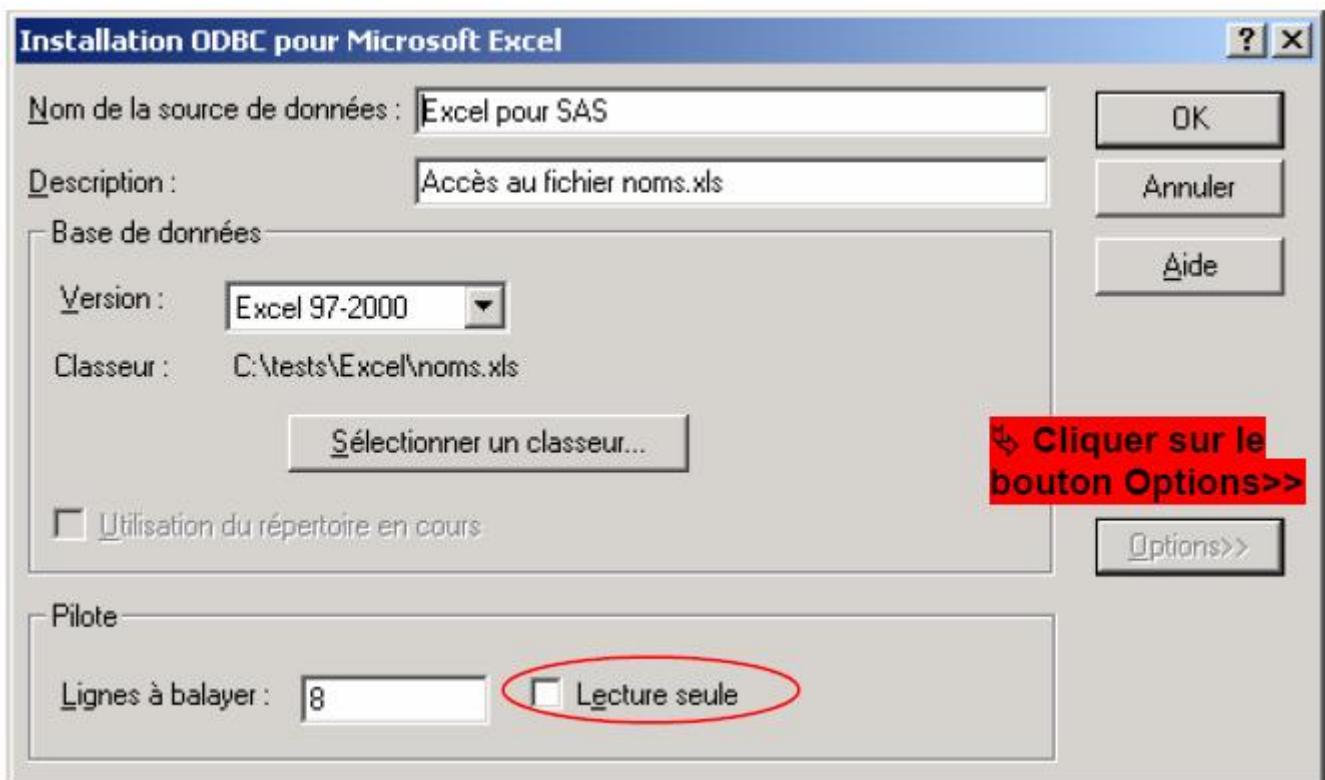 Installation ODBC pour Microsoft Excel
Nom de la source de données : Excel pour SAS
OK
Description : Accès au fichier noms.xls
Annuler
Base de données
Aide
Version : Excel 97-2000
Classeur : C:\tests\Excel\noms.xls
Sélectionner un classeur...
Cliquer sur le
bouton Options>>
Utilisation du répertoire en cours
Options>>
Pilote
Lignes à balayer : 8
Lecture seule